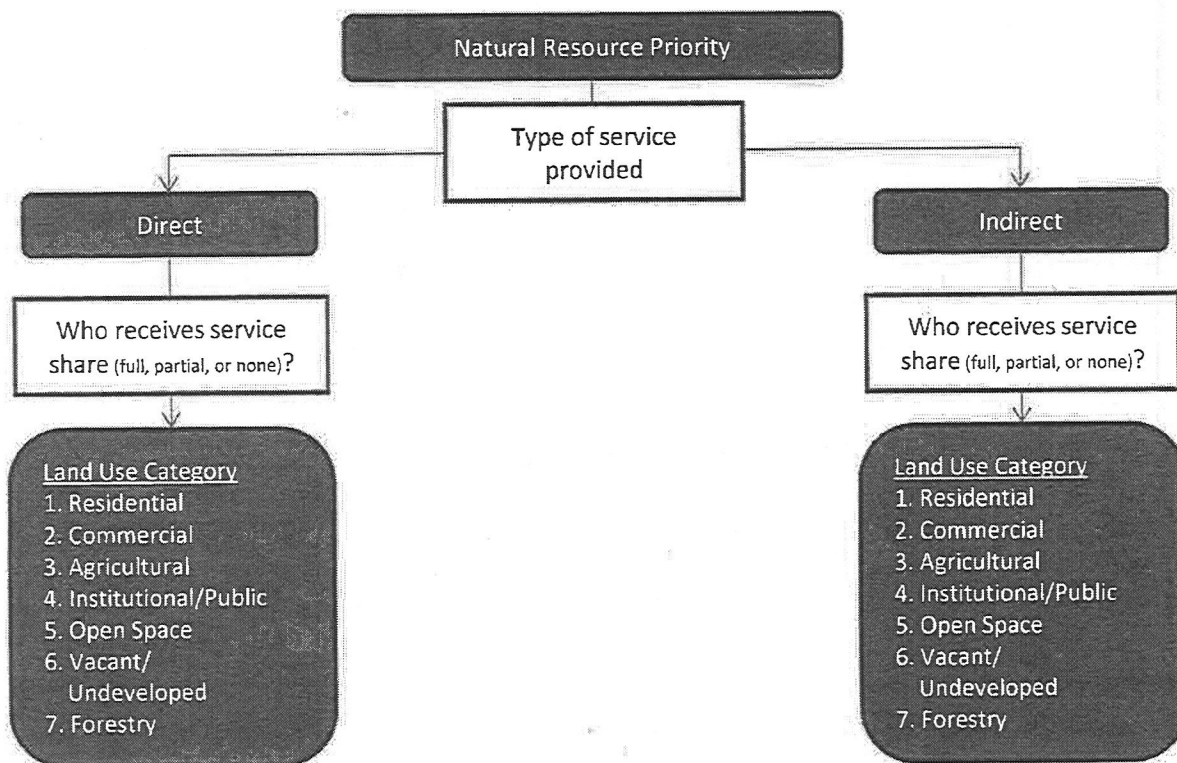 Natural Resource Priority
Type of service
provided
Direct
Indirect
Who receives service
share (full, partial, or none)?
Who receives service
share (full, partial, or none)?
Land Use Category
1. Residential
2. Commercial
3. Agricultural
4. Institutional/Public
5. Open Space
6. Vacant/
Undeveloped
7. Forestry
Land Use Category
1. Residential
2. Commercial
3. Agricultural
4. Institutional/Public
5. Open Space
6. Vacant/
Undeveloped
7. Forestry